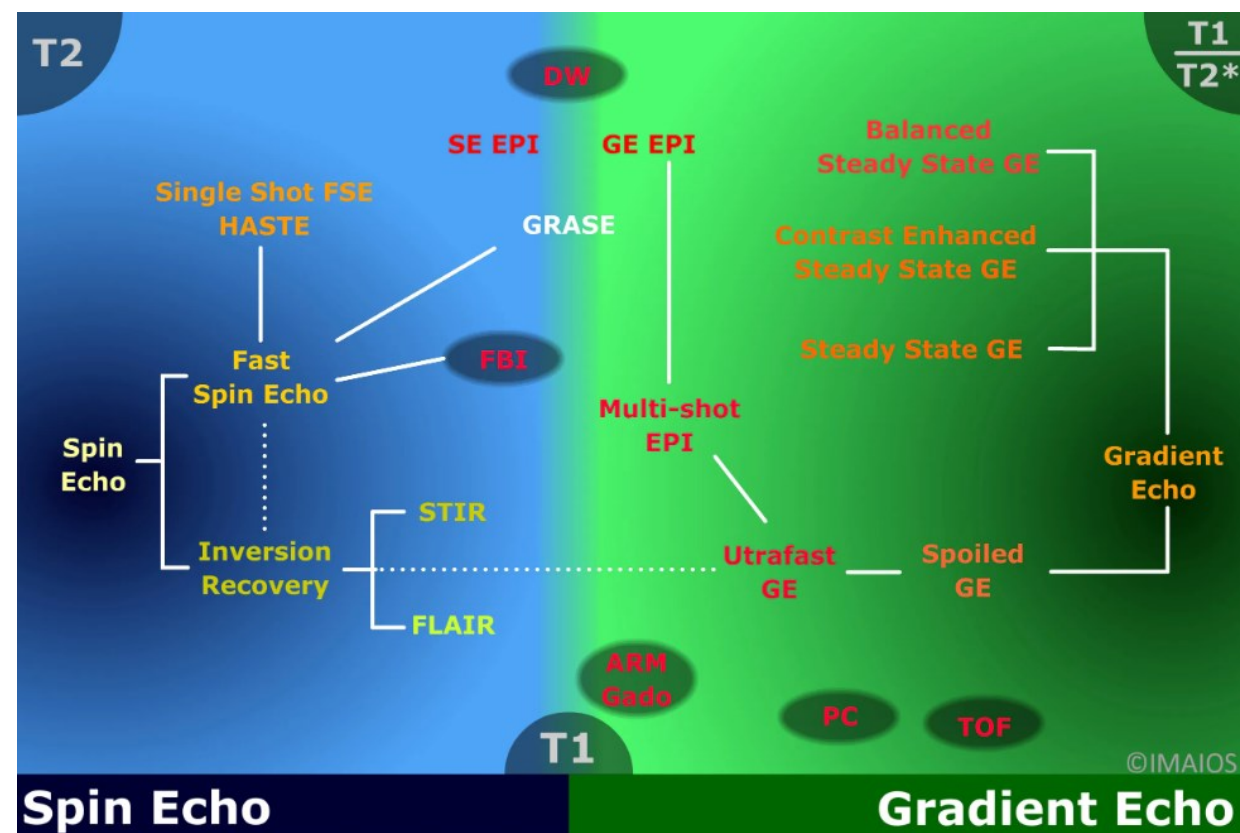 T2
T1
T2*
DW
SE EPI
GE EPI
Balanced
Steady State GE
Single Shot FSE
HASTE
GRASE
Contrast Enhanced
Steady State GE
Fast
Spin Echo
FBI
Steady State GE
Multi-shot
EPI
Spin
Echo
Gradient
Echo
STIR
Inversion
Recovery
Utrafast
GE
Spoiled
GE
FLAIR
ARM
Gado
PC
TOF
T1
©IMAIOS
Spin Echo
Gradient Echo